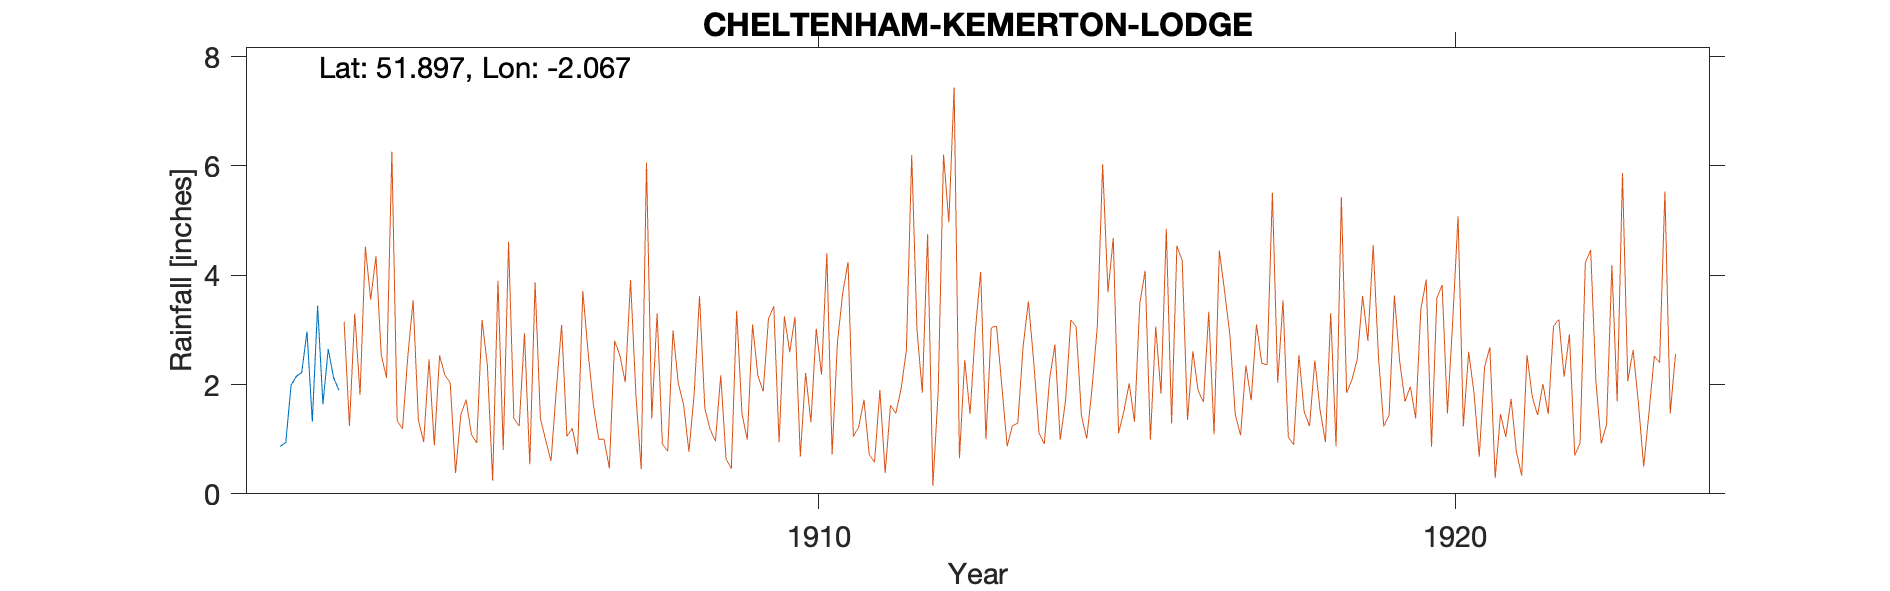 CHELTENHAM-KEMERTON-LODGE
Lat: 51.897, Lon: -2.067
8
6
4
2
0
Rainfall [inches]
1910
1920
Year